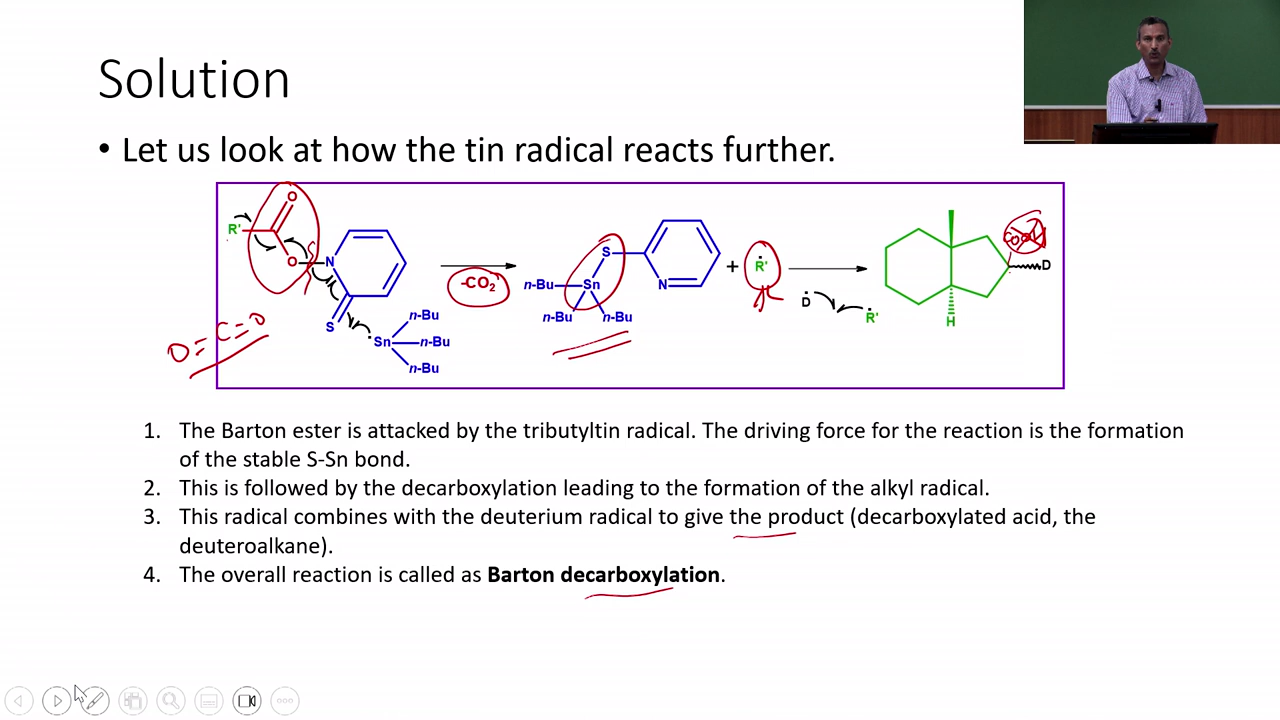 Solution
• Let us look at how the tin radical reacts further.
R' O O N S
Sn n-Bu n-Bu n-Bu
O=C=O
-CO2
n-Bu Sn S N
n-Bu n-Bu
+ R'
D R'
COOH
D
H
1. The Barton ester is attacked by the tributyltin radical. The driving force for the reaction is the formation
of the stable S-Sn bond.
2. This is followed by the decarboxylation leading to the formation of the alkyl radical.
3. This radical combines with the deuterium radical to give the product (decarboxylated acid, the
deuteroalkane).
4. The overall reaction is called as Barton decarboxylation.